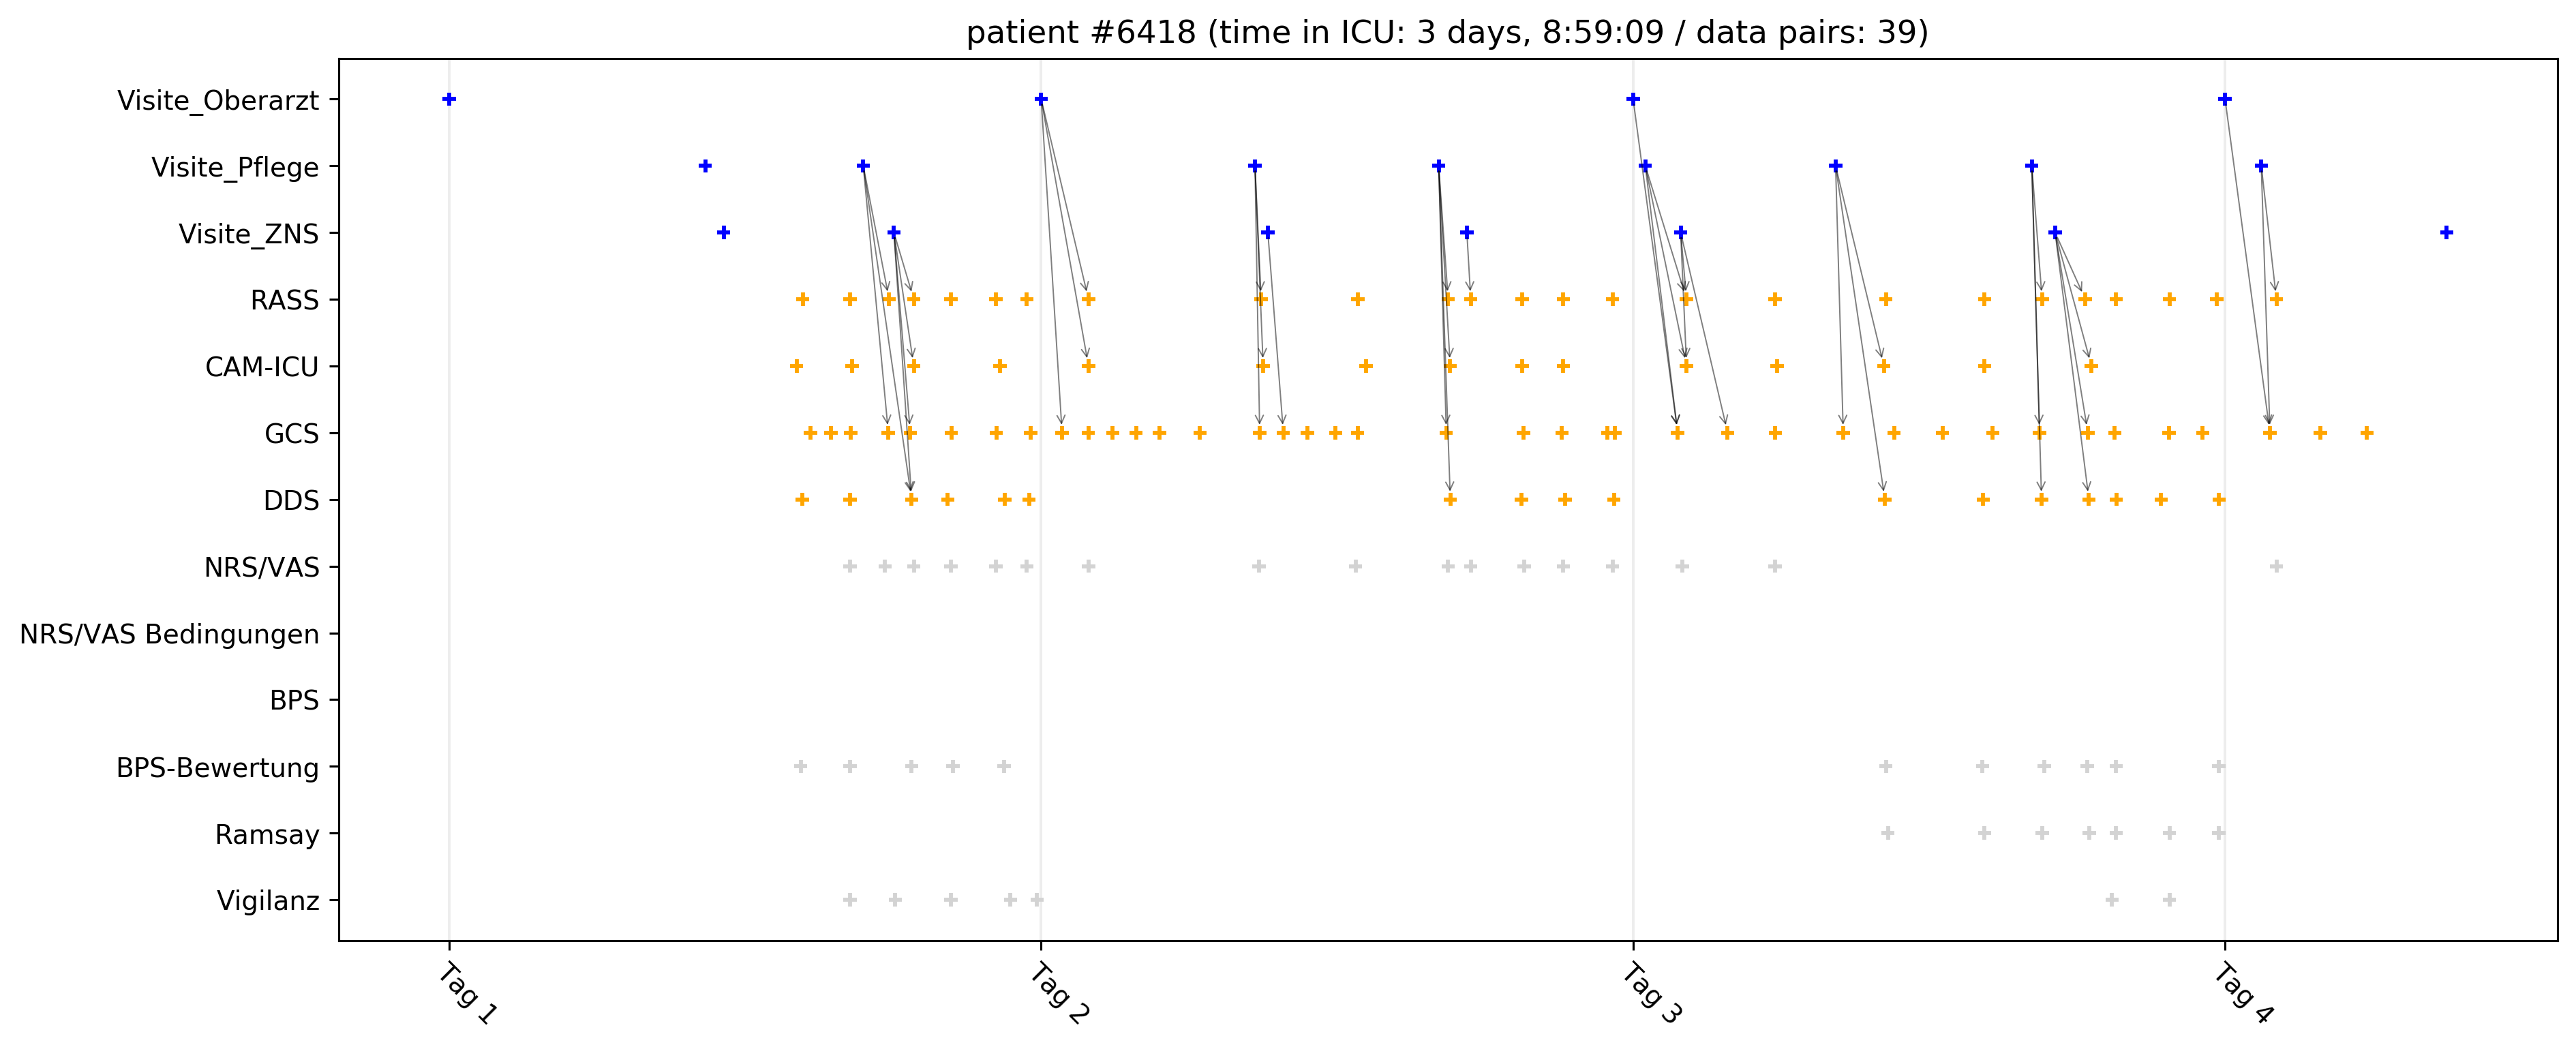 patient #6418 (time in ICU: 3 days, 8:59:09 / data pairs: 39)
Visite_Oberarzt
Visite_Pflege
Visite_ZNS
RASS
CAM-ICU
GCS
DDS
NRS/VAS
NRS/VAS Bedingungen
BPS
BPS-Bewertung
Ramsay
Vigilanz
Tag 1
Tag 2
Tag 3
Tag 4